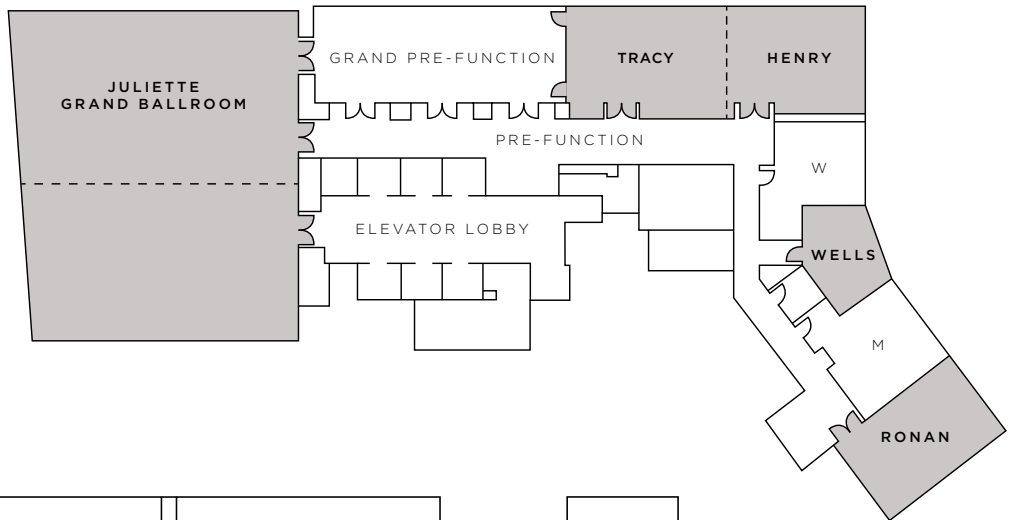 JULIETTE
GRAND BALLROOM
GRAND PRE-FUNCTION
TRACY
HENRY
PRE-FUNCTION
W
ELEVATOR LOBBY
WELLS
M
RONAN